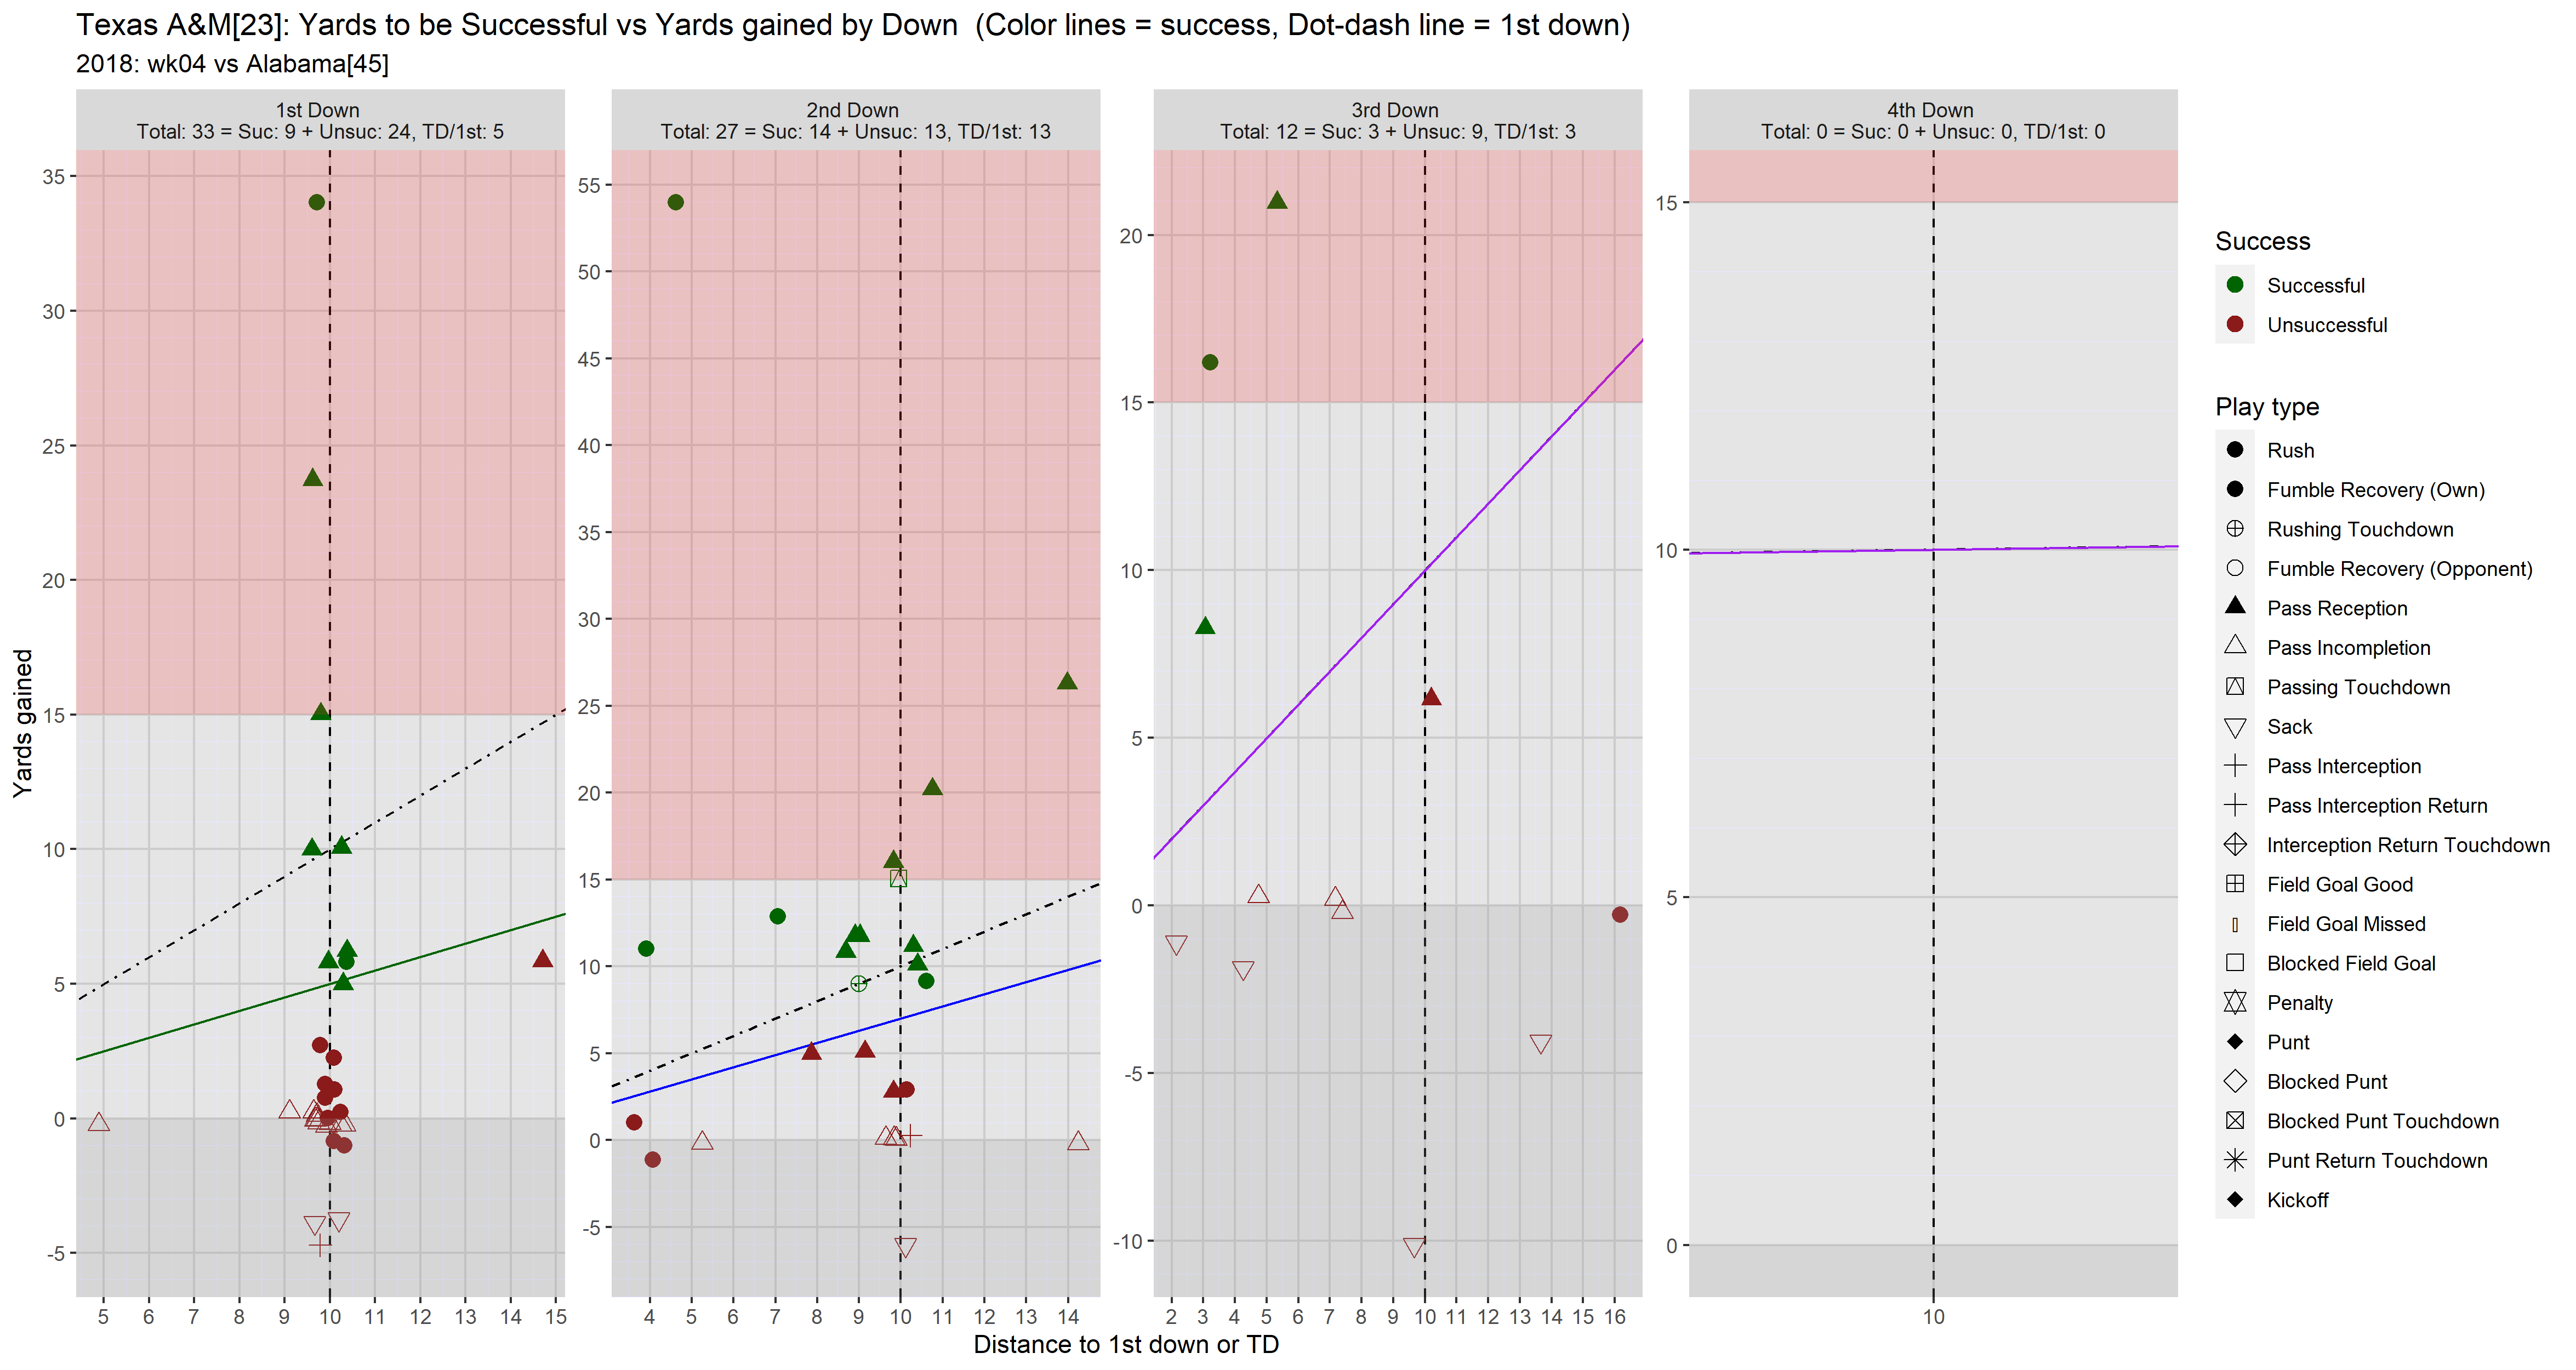 Texas A&M[23]: Yards to be Successful vs Yards gained by Down  (Color lines = success, Dot-dash line = 1st down)
2018: wk04 vs Alabama[45]
1st Down
Total: 33 = Suc: 9 + Unsuc: 24, TD/1st: 5
2nd Down
Total: 27 = Suc: 14 + Unsuc: 13, TD/1st: 13
3rd Down
Total: 12 = Suc: 3 + Unsuc: 9, TD/1st: 3
4th Down
Total: 0 = Suc: 0 + Unsuc: 0, TD/1st: 0
Yards gained
35
30
25
20
15
10
5
0
-5
5 6 7 8 9 10 11 12 13 14 15
55
50
45
40
35
30
25
20
15
10
5
0
-5
4 5 6 7 8 9 10 11 12 13 14
20
15
10
5
0
-5
-10
2 3 4 5 6 7 8 9 10 11 12 13 14 15 16
15
10
5
0
10
Distance to 1st down or TD
Success
Successful
Unsuccessful
Play type
Rush
Fumble Recovery (Own)
Rushing Touchdown
Fumble Recovery (Opponent)
Pass Reception
Pass Incompletion
Passing Touchdown
Sack
Pass Interception
Pass Interception Return
Interception Return Touchdown
Field Goal Good
Field Goal Missed
Blocked Field Goal
Penalty
Punt
Blocked Punt
Blocked Punt Touchdown
Punt Return Touchdown
Kickoff